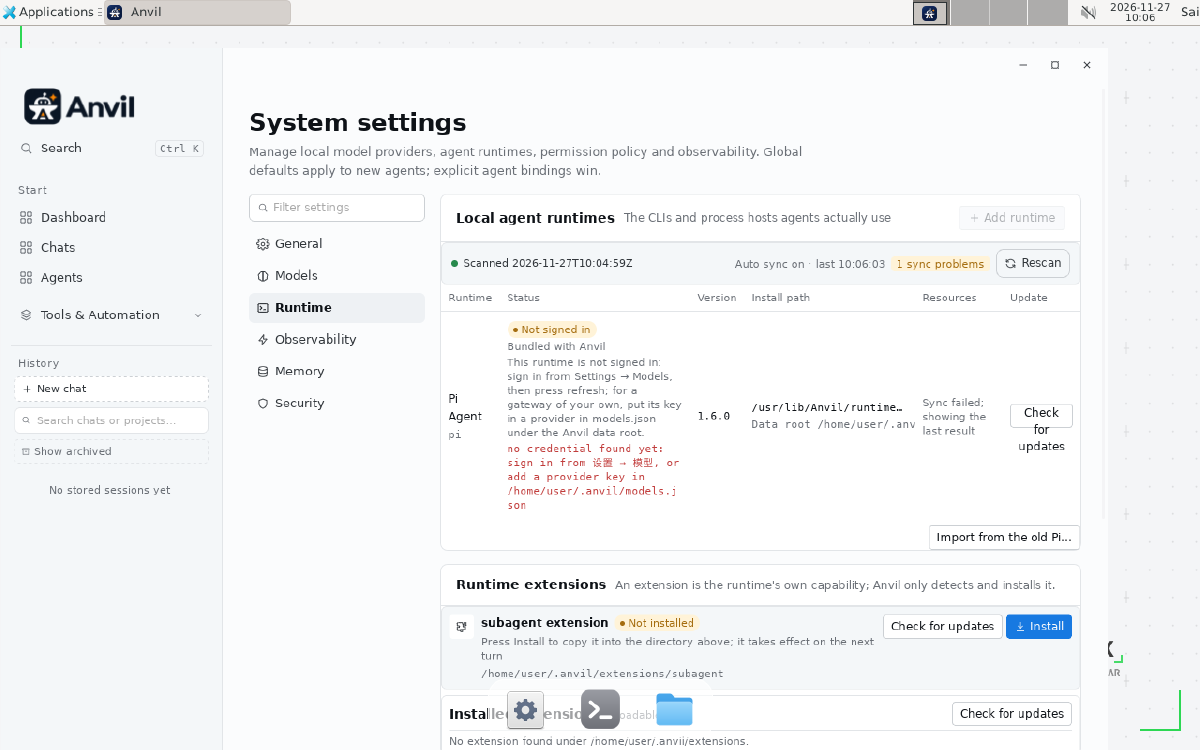 Applications
Anvil
2026-11-27
10:06
Sai
Anvil
Search
Ctrl K
Start
Dashboard
Chats
Agents
Tools & Automation
History
+ New chat
Search chats or projects...
Show archived
No stored sessions yet
System settings
Manage local model providers, agent runtimes, permission policy and observability. Global
defaults apply to new agents; explicit agent bindings win.
Filter settings
General
Models
Runtime
Observability
Memory
Security
Local agent runtimes
The CLIs and process hosts agents actually use
+ Add runtime
Scanned 2026-11-27T10:04:59Z
Auto sync on · last 10:06:03
1 sync problems
Rescan
Runtime
Status
Version
Install path
Resources
Update
Pi
Agent
pi
Not signed in
Bundled with Anvil
This runtime is not signed in:
sign in from Settings → Models,
then press refresh; for a
gateway of your own, put its key
in a provider in models.json
under the Anvil data root.
no credential found yet:
sign in from 设置 → 模型, or
add a provider key in
/home/user/.anvil/models.j
son
1.6.0
/usr/lib/Anvil/runtime…
Data root /home/user/.anv
Sync failed;
showing the
last result
Check
for
updates
Import from the old Pi...
Runtime extensions
An extension is the runtime's own capability; Anvil only detects and installs it.
subagent extension
Not installed
Press Install to copy it into the directory above; it takes effect on the next
turn
/home/user/.anvil/extensions/subagent
Check for updates
Install
Check for updates
No extension found under /home/user/.anvil/extensions.
AR